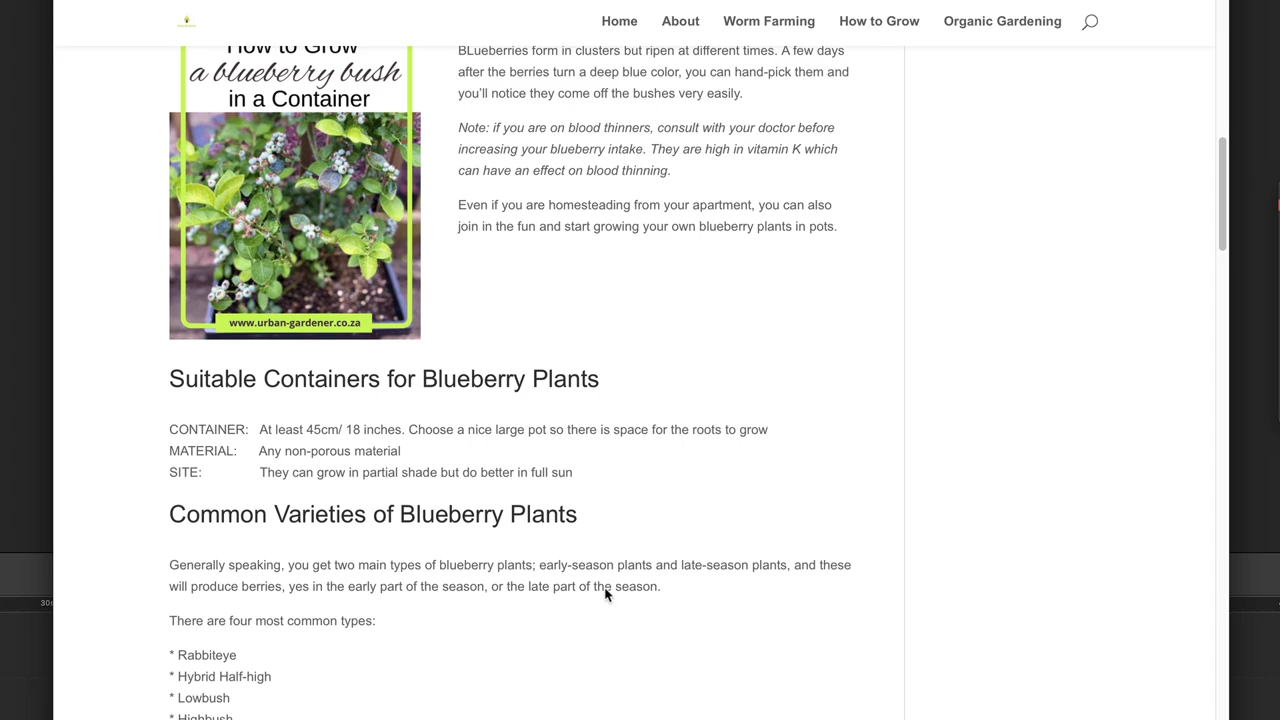 Home About Worm Farming How to Grow Organic Gardening
How to Grow
a blueberry bush
in a Container
www.urban-gardener.co.za
BLueberries form in clusters but ripen at different times. A few days
after the berries turn a deep blue color, you can hand-pick them and
you’ll notice they come off the bushes very easily.
Note: if you are on blood thinners, consult with your doctor before
increasing your blueberry intake. They are high in vitamin K which
can have an effect on blood thinning.
Even if you are homesteading from your apartment, you can also
join in the fun and start growing your own blueberry plants in pots.
Suitable Containers for Blueberry Plants
CONTAINER: At least 45cm/ 18 inches. Choose a nice large pot so there is space for the roots to grow
MATERIAL: Any non-porous material
SITE: They can grow in partial shade but do better in full sun
Common Varieties of Blueberry Plants
Generally speaking, you get two main types of blueberry plants; early-season plants and late-season plants, and these
will produce berries, yes in the early part of the season, or the late part of the season.
There are four most common types:
* Rabbiteye
* Hybrid Half-high
* Lowbush
* Highbush
30s